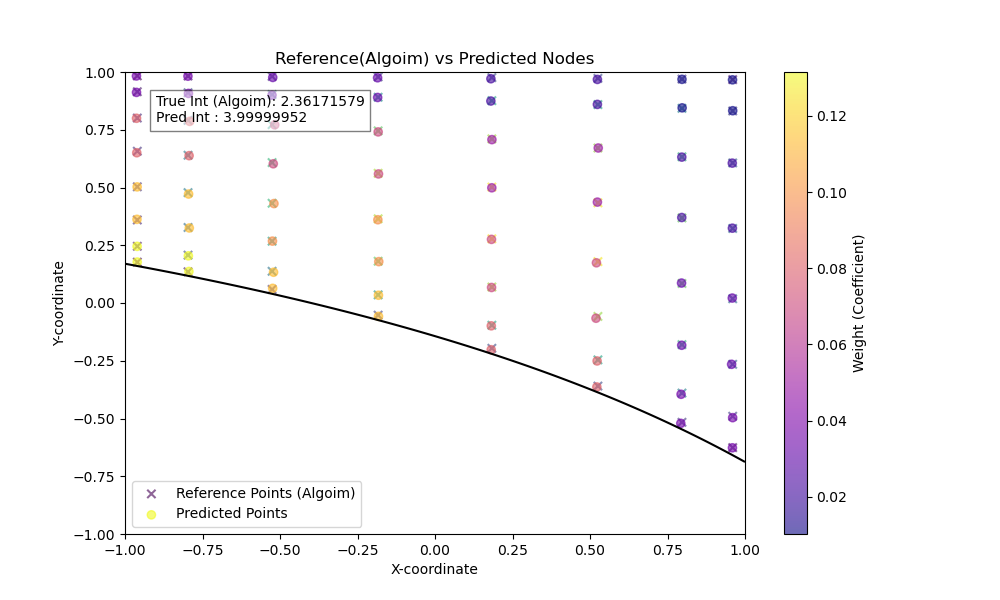 Reference(Algoim) vs Predicted Nodes
True Int (Algoim): 2.36171579
Pred Int : 3.99999952
Y-coordinate
1.00
0.75
0.50
0.25
0.00
−0.25
−0.50
−0.75
−1.00
Reference Points (Algoim)
Predicted Points
−1.00 −0.75 −0.50 −0.25 0.00 0.25 0.50 0.75 1.00
X-coordinate
0.12
0.10
0.08
0.06
0.04
0.02
Weight (Coefficient)